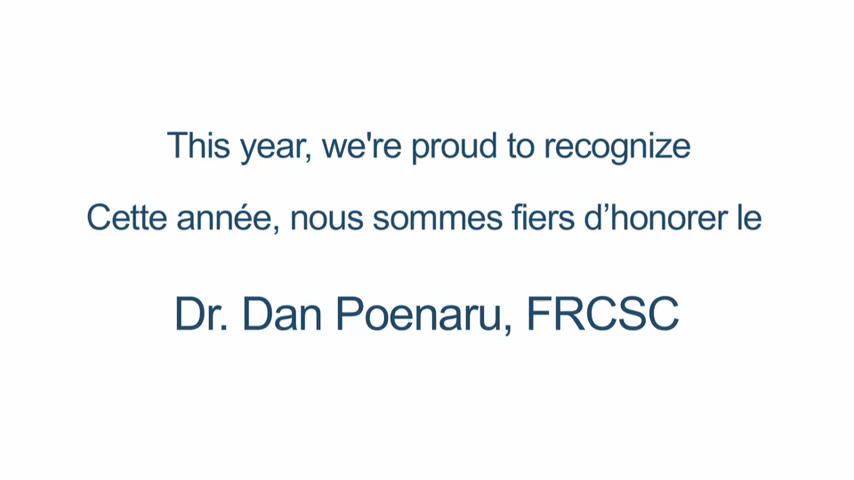 This year, we're proud to recognize
Cette année, nous sommes fiers d’honorer le
Dr. Dan Poenaru, FRCSC